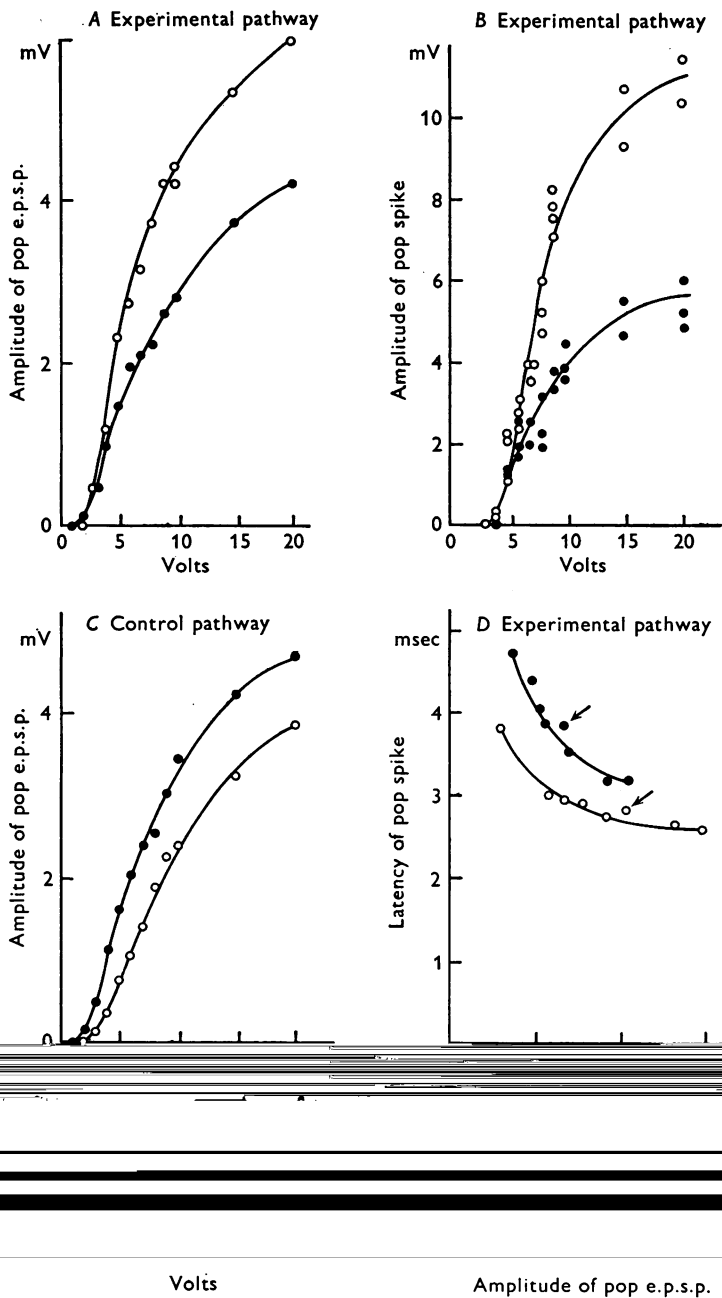 A Experimental pathway
mV
4
2
0
Amplitude of pop e.p.s.p.
0 5 10 15 20
Volts
B Experimental pathway
mV
10
8
6
4
2
0
Amplitude of pop spike
0 5 10 15 20
Volts
C Control pathway
mV
4
2
0
Amplitude of pop e.p.s.p.
Volts
D Experimental pathway
msec
4
3
2
1
Latency of pop spike
Amplitude of pop e.p.s.p.